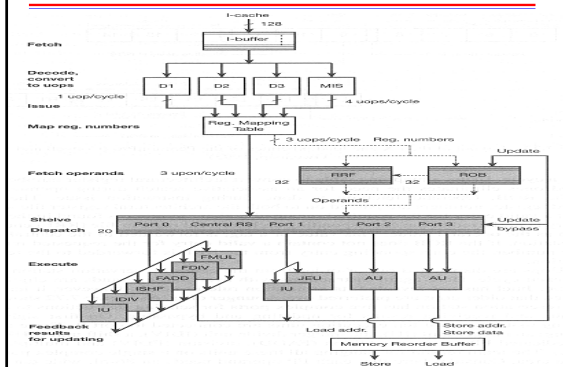 I-cache
128
Fetch
I-buffer
Decode,
convert
to uops
D1 D2 D3 MIS
1 uop/cycle
4 uops/cycle
Issue
Map reg. numbers
Reg. Mapping
Table
3 uops/cycle Reg. numbers
Update
Fetch operands
3 upon/cycle
32 RRF 32 ROB
Operands
Shelve
Dispatch 20
Port 0 Central RS Port 1 Port 2 Port 3
Update
bypass
Execute
FMUL
FDIV
FADD
ISHF
IDIV
IU
JEU
IU
AU
AU
Feedback
results
for updating
Load addr.
Store addr.
Store data
Memory Reorder Buffer
Store Load